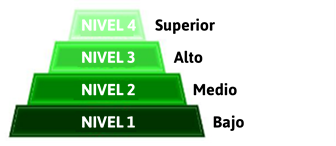 NIVEL 4 Superior
NIVEL 3 Alto
NIVEL 2 Medio
NIVEL 1 Bajo